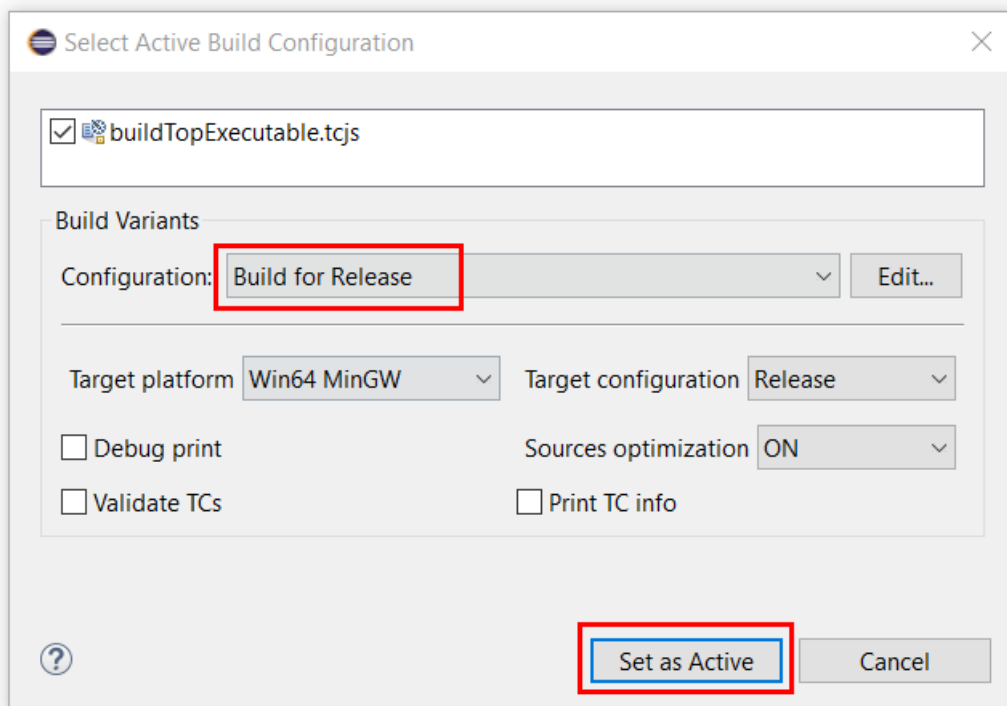 Select Active Build Configuration
buildTopExecutable.tcjs
Build Variants
Configuration: Build for Release Edit...
Target platform Win64 MinGW Target configuration Release
Debug print Sources optimization ON
Validate TCs Print TC info
? Set as Active Cancel